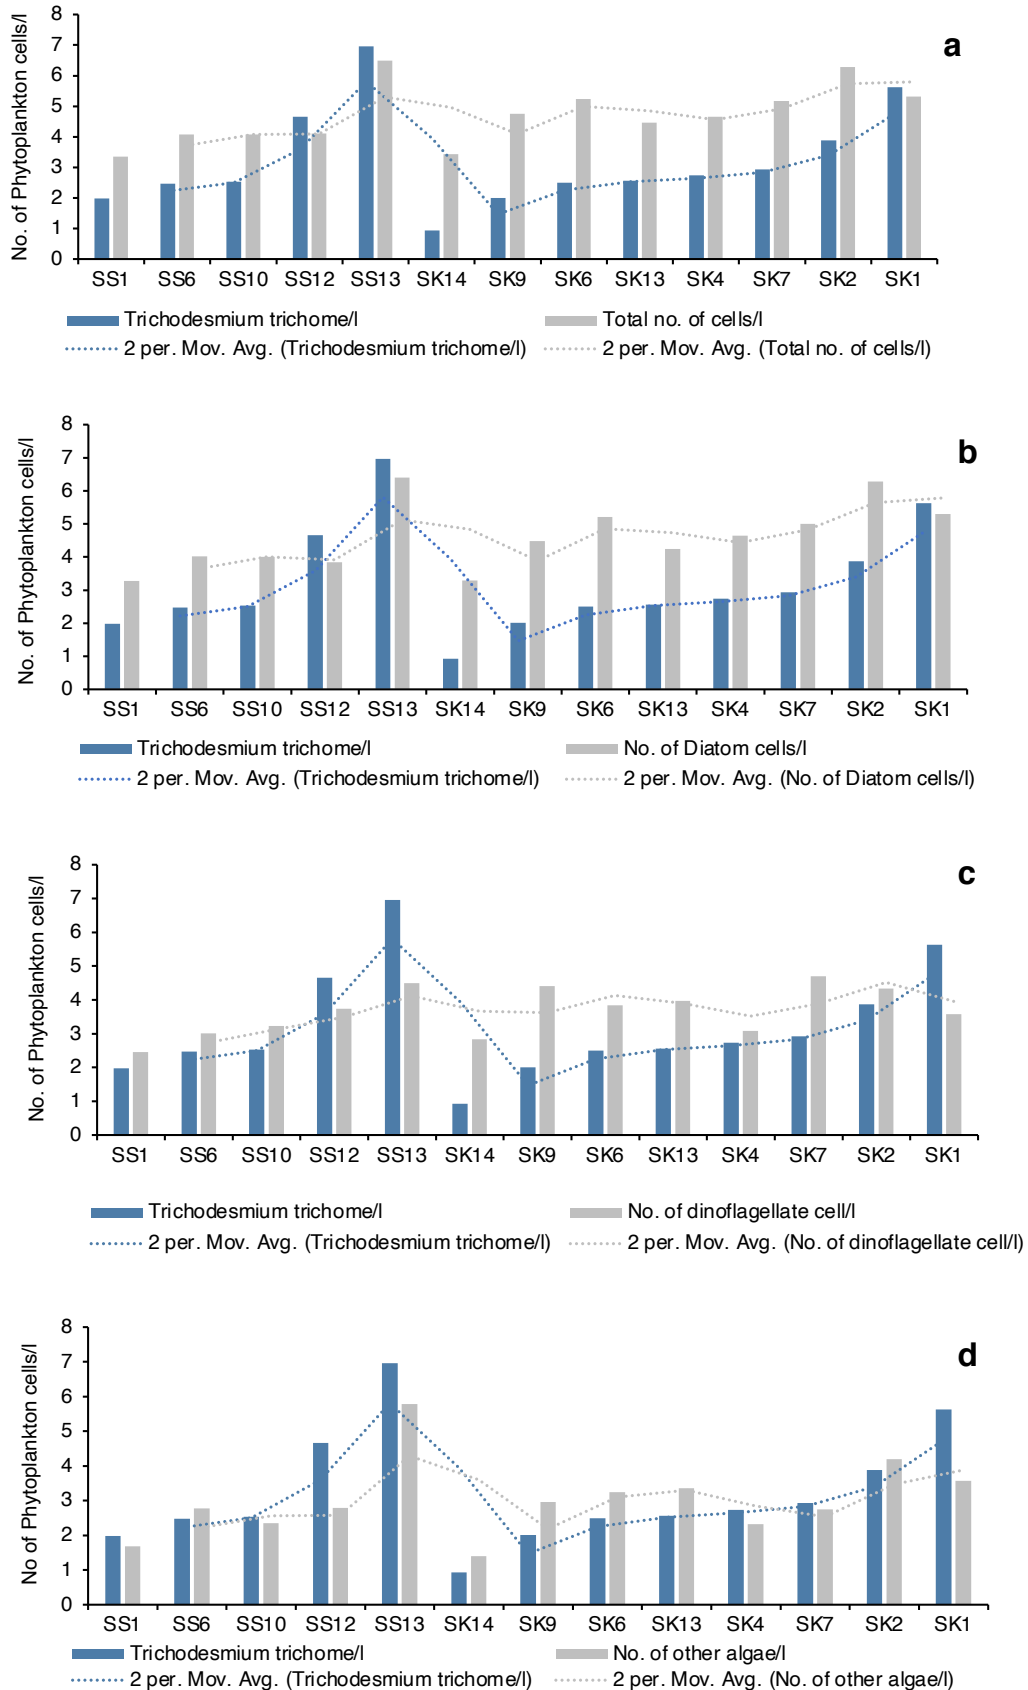 a
No. of Phytoplankton cells/l
8
7
6
5
4
3
2
1
0
SS1 SS6 SS10 SS12 SS13 SK14 SK9 SK6 SK13 SK4 SK7 SK2 SK1
Trichodesmium trichome/l Total no. of cells/l
2 per. Mov. Avg. (Trichodesmium trichome/l) 2 per. Mov. Avg. (Total no. of cells/l)
b
No. of Phytoplankton cells/l
8
7
6
5
4
3
2
1
0
SS1 SS6 SS10 SS12 SS13 SK14 SK9 SK6 SK13 SK4 SK7 SK2 SK1
Trichodesmium trichome/l No. of Diatom cells/l
2 per. Mov. Avg. (Trichodesmium trichome/l) 2 per. Mov. Avg. (No. of Diatom cells/l)
c
No. of Phytoplankton cells/l
8
7
6
5
4
3
2
1
0
SS1 SS6 SS10 SS12 SS13 SK14 SK9 SK6 SK13 SK4 SK7 SK2 SK1
Trichodesmium trichome/l No. of dinoflagellate cell/l
2 per. Mov. Avg. (Trichodesmium trichome/l) 2 per. Mov. Avg. (No. of dinoflagellate cell/l)
d
No of Phytoplankton cells/l
8
7
6
5
4
3
2
1
0
SS1 SS6 SS10 SS12 SS13 SK14 SK9 SK6 SK13 SK4 SK7 SK2 SK1
Trichodesmium trichome/l No. of other algae/l
2 per. Mov. Avg. (Trichodesmium trichome/l) 2 per. Mov. Avg. (No. of other algae/l)